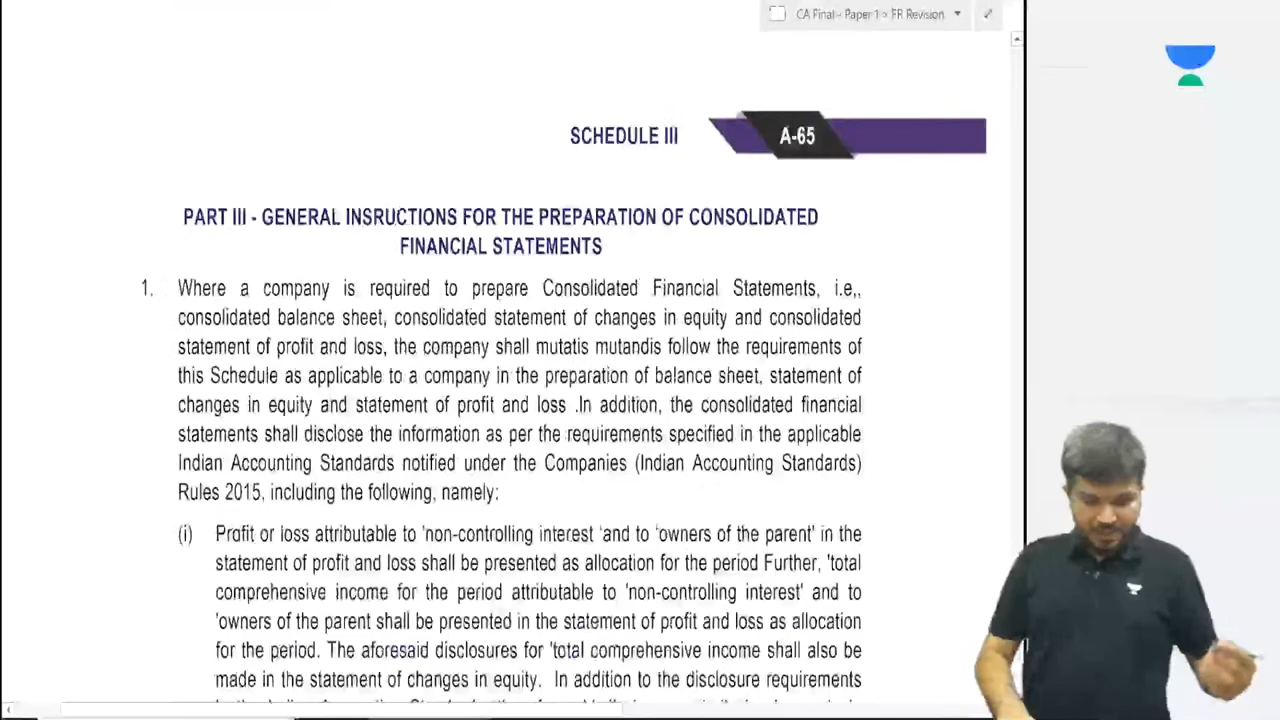 CA Final - Paper 1 - FR Revision
SCHEDULE III
A-65
PART III - GENERAL INSRUCTIONS FOR THE PREPARATION OF CONSOLIDATED
FINANCIAL STATEMENTS
1. Where a company is required to prepare Consolidated Financial Statements, i.e.,,
consolidated balance sheet, consolidated statement of changes in equity and consolidated
statement of profit and loss, the company shall mutatis mutandis follow the requirements of
this Schedule as applicable to a company in the preparation of balance sheet, statement of
changes in equity and statement of profit and loss .In addition, the consolidated financial
statements shall disclose the information as per the requirements specified in the applicable
Indian Accounting Standards notified under the Companies (Indian Accounting Standards)
Rules 2015, including the following, namely:
(i) Profit or loss attributable to 'non-controlling interest 'and to 'owners of the parent' in the
statement of profit and loss shall be presented as allocation for the period Further, 'total
comprehensive income for the period attributable to 'non-controlling interest' and to
'owners of the parent shall be presented in the statement of profit and loss as allocation
for the period. The aforesaid disclosures for 'total comprehensive income shall also be
made in the statement of changes in equity. In addition to the disclosure requirements